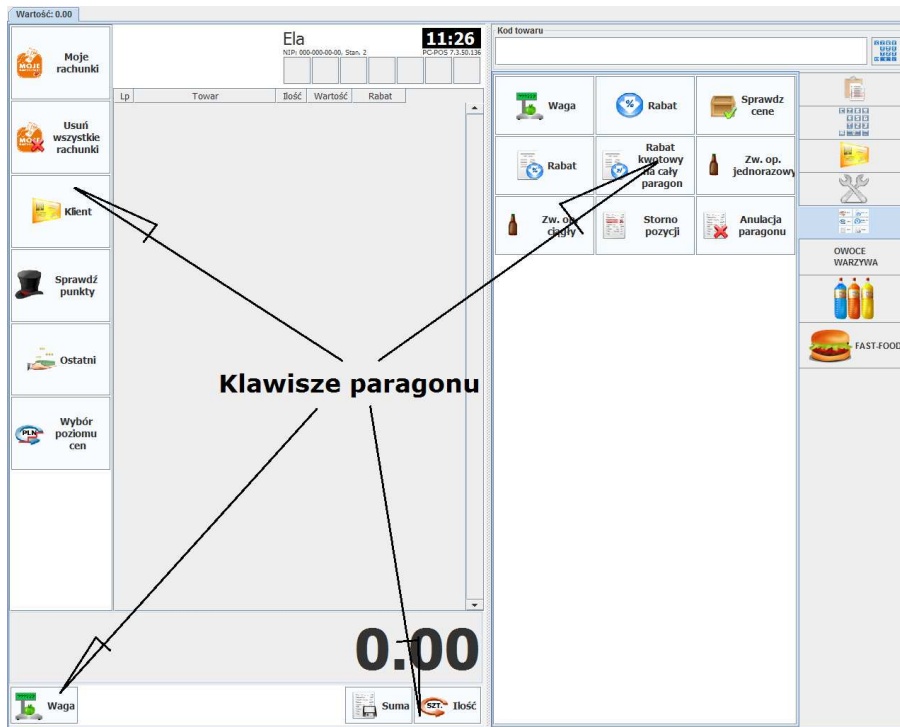 Wartość: 0.00
Moje
rachunki
Usuń
wszystkie
rachunki
Klient
Sprawdź
punkty
Ostatni
PLN
Wybór
poziomu
cen
Ela
11:26
NIP: 000-000-00-00, Stan. 2
PC-POS 7.3.50.136
Lp Towar Ilość Wartość Rabat
Klawisze paragonu
0.00
Waga
Suma
SZT.
Ilość
Kod towaru
Waga
% Rabat
Sprawdz
cene
Rabat
Rabat
kwotowy
na cały
paragon
Zw. op.
jednorazowy
Zw. op.
ciągły
Storno
pozycji
Anulacja
paragonu
OWOCE
WARZYWA
FAST-FOOD